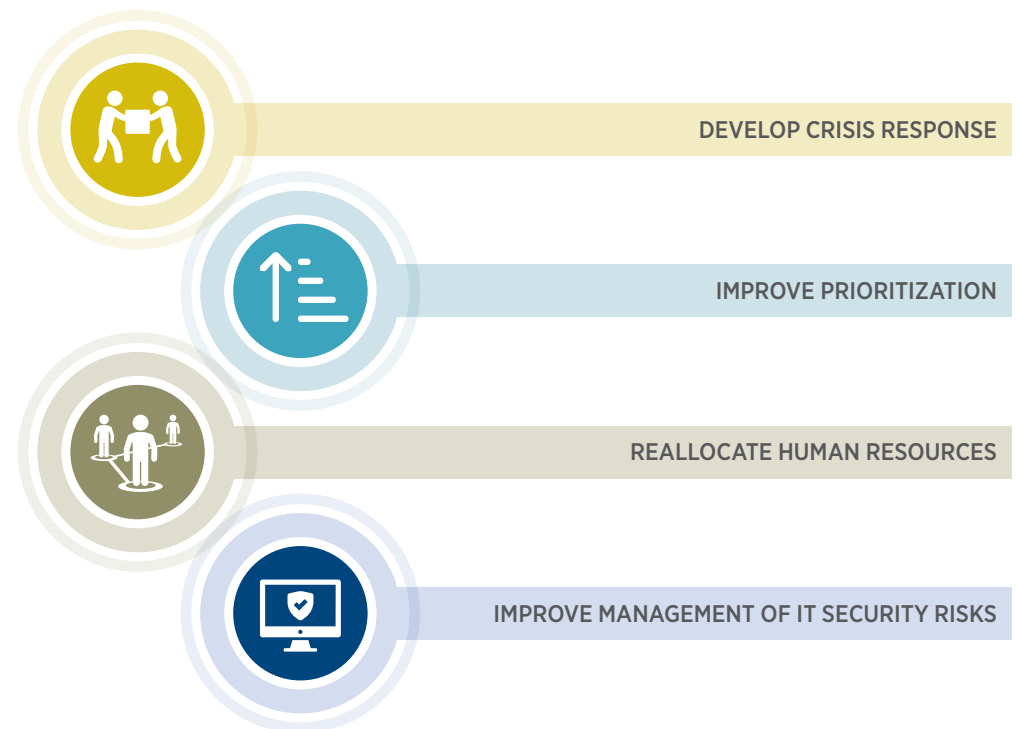 DEVELOP CRISIS RESPONSE
IMPROVE PRIORITIZATION
REALLOCATE HUMAN RESOURCES
IMPROVE MANAGEMENT OF IT SECURITY RISKS